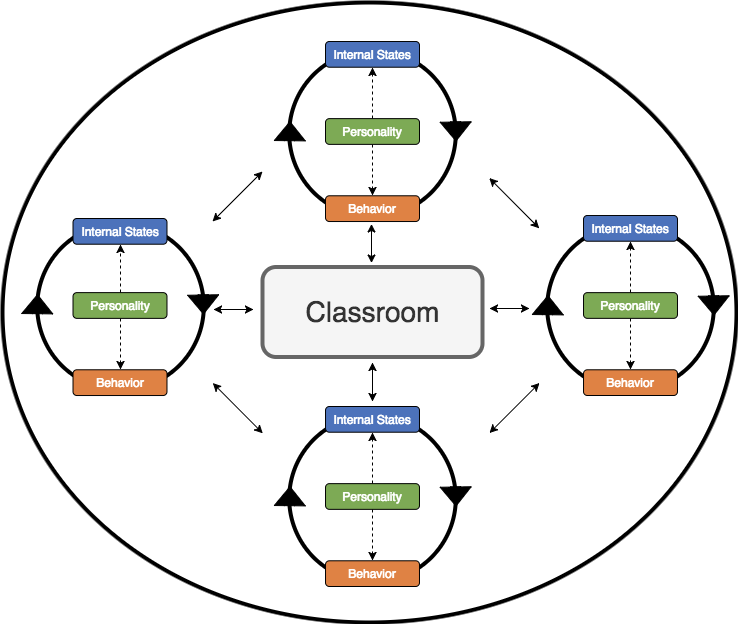 Internal States
Personality
Behavior
Internal States
Personality
Behavior
Classroom
Internal States
Personality
Behavior
Internal States
Personality
Behavior